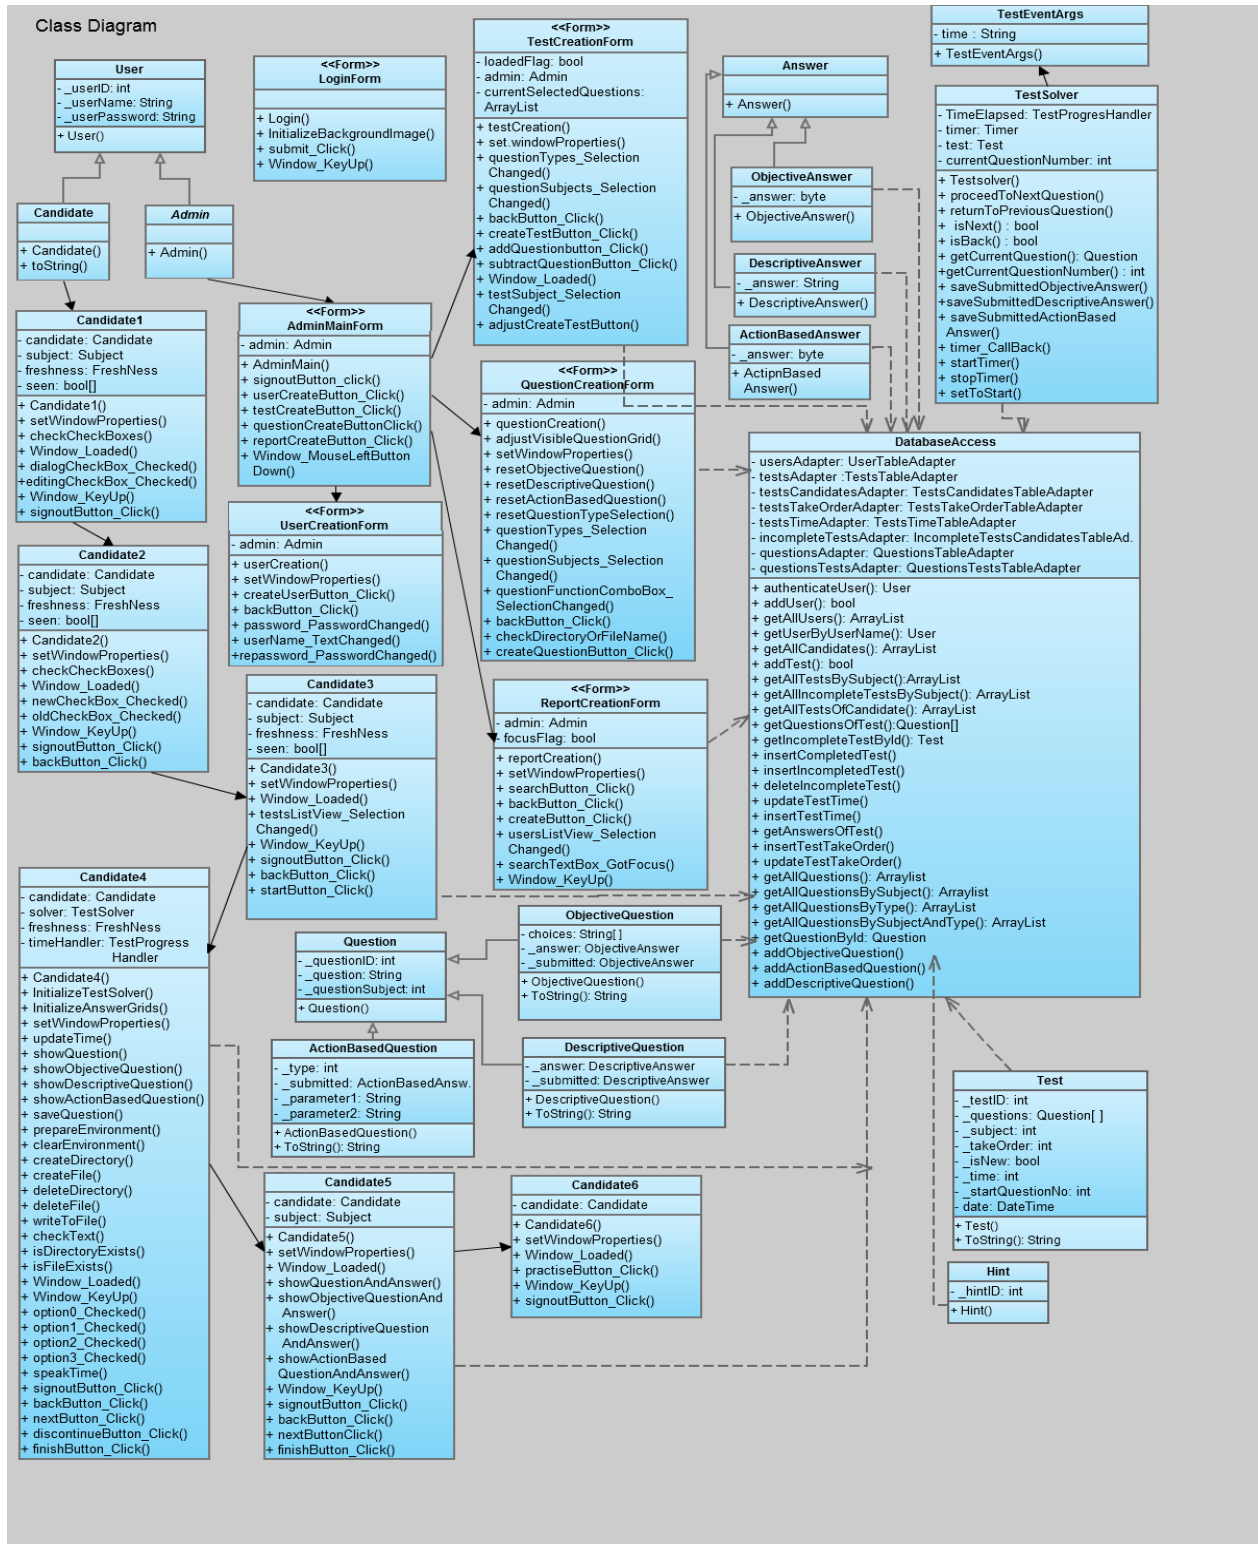 Class Diagram
User
- _userID: int
- _userName: String
- _userPassword: String
+ User()
<<Form>>
LoginForm
+ Login()
+ InitializeBackgroundImage()
+ submit_Click()
+ Window_KeyUp()
<<Form>>
TestCreationForm
- loadedFlag: bool
- admin: Admin
- currentSelectedQuestions:
ArrayList
+ testCreation()
+ set.windowProperties()
+ questionTypes_Selection
Changed()
+ questionSubjects_Selection
Changed()
+ backButton_Click()
+ createTestButton_Click()
+ addQuestionbutton_Click()
+ subtractQuestionButton_Click()
+ Window_Loaded()
+ testSubject_Selection
Changed()
+ adjustCreateTestButton()
Answer
+ Answer()
TestEventArgs
- time : String
+ TestEventArgs()
TestSolver
- TimeElapsed: TestProgresHandler
- timer: Timer
- test: Test
- currentQuestionNumber: int
+ Testsolver()
+ proceedToNextQuestion()
+ returnToPreviousQuestion()
+ isNext() : bool
+ isBack() : bool
+ getCurrentQuestion(): Question
+getCurrentQuestionNumber() : int
+ saveSubmittedObjectiveAnswer()
+saveSubmittedDescriptiveAnswer()
+ saveSubmittedActionBased
Answer()
+ timer_CallBack()
+ startTimer()
+ stopTimer()
+ setToStart()
ObjectiveAnswer
- _answer: byte
+ ObjectiveAnswer()
DescriptiveAnswer
- _answer: String
+ DescriptiveAnswer()
ActionBasedAnswer
- _answer: byte
+ ActipnBased
Answer()
Candidate
+ Candidate()
+ toString()
Admin
+ Admin()
Candidate1
- candidate: Candidate
- subject: Subject
- freshness: FreshNess
- seen: bool[]
+ Candidate1()
+ setWindowProperties()
+ checkCheckBoxes()
+ Window_Loaded()
+ dialogCheckBox_Checked()
+editingCheckBox_Checked()
+ Window_KeyUp()
+ signoutButton_Click()
<<Form>>
AdminMainForm
- admin: Admin
+ AdminMain()
+ signoutButton_click()
+ userCreateButton_Click()
+ testCreateButton_Click()
+ questionCreateButtonClick()
+ reportCreateButton_Click()
+ Window_MouseLeftButton
Down()
<<Form>>
QuestionCreationForm
- admin: Admin
+ questionCreation()
+ adjustVisibleQuestionGrid()
+ setWindowProperties()
+ resetObjectiveQuestion()
+ resetDescriptiveQuestion()
+ resetActionBasedQuestion()
+ resetQuestionTypeSelection()
+ questionTypes_Selection
Changed()
+ questionSubjects_Selection
Changed()
+ questionFunctionComboBox_
SelectionChanged()
+ backButton_Click()
+ checkDirectoryOrFileName()
+ createQuestionButton_Click()
<<Form>>
UserCreationForm
- admin: Admin
+ userCreation()
+ setWindowProperties()
+ createUserButton_Click()
+ backButton_Click()
+ password_PasswordChanged()
+ userName_TextChanged()
+repassword_PasswordChanged()
DatabaseAccess
- usersAdapter: UserTableAdapter
- testsAdapter :TestsTableAdapter
- testsCandidatesAdapter: TestsCandidatesTableAdapter
- testsTakeOrderAdapter: TestsTakeOrderTableAdapter
- testsTimeAdapter: TestsTimeTableAdapter
- incompleteTestsAdapter: IncompleteTestsCandidatesTableAd.
- questionsAdapter: QuestionsTableAdapter
- questionsTestsAdapter: QuestionsTestsTableAdapter
+ authenticateUser(): User
+ addUser(): bool
+ getAllUsers(): ArrayList
+ getUserByUserName(): User
+ getAllCandidates(): ArrayList
+ addTest(): bool
+ getAllTestsBySubject():ArrayList
+ getAllIncompleteTestsBySubject(): ArrayList
+ getAllTestsOfCandidate(): ArrayList
+ getQuestionsOfTest():Question[]
+ getIncompleteTestById(): Test
+ insertCompletedTest()
+ insertIncompletedTest()
+ deleteIncompleteTest()
+ updateTestTime()
+ insertTestTime()
+ getAnswersOfTest()
+ insertTestTakeOrder()
+ updateTestTakeOrder()
+ getAllQuestions(): Arraylist
+ getAllQuestionsBySubject(): Arraylist
+ getAllQuestionsByType(): ArrayList
+ getAllQuestionsBySubjectAndType(): ArrayList
+ getQuestionById: Question
+ addObjectiveQuestion()
+ addActionBasedQuestion()
+ addDescriptiveQuestion()
Candidate2
- candidate: Candidate
- subject: Subject
- freshness: FreshNess
- seen: bool[]
+ Candidate2()
+ setWindowProperties()
+ checkCheckBoxes()
+ Window_Loaded()
+ newCheckBox_Checked()
+ oldCheckBox_Checked()
+ Window_KeyUp()
+ signoutButton_Click()
+ backButton_Click()
Candidate3
- candidate: Candidate
- subject: Subject
- freshness: FreshNess
- seen: bool[]
+ Candidate3()
+ setWindowProperties()
+ Window_Loaded()
+ testsListView_Selection
Changed()
+ Window_KeyUp()
+ signoutButton_Click()
+ backButton_Click()
+ startButton_Click()
<<Form>>
ReportCreationForm
- admin: Admin
- focusFlag: bool
+ reportCreation()
+ setWindowProperties()
+ searchButton_Click()
+ backButton_Click()
+ createButton_Click()
+ usersListView_Selection
Changed()
+ searchTextBox_GotFocus()
+ Window_KeyUp()
Candidate4
- candidate: Candidate
- solver: TestSolver
- freshness: FreshNess
- timeHandler: TestProgress
Handler
+ Candidate4()
+ InitializeTestSolver()
+ InitializeAnswerGrids()
+ setWindowProperties()
+ updateTime()
+ showQuestion()
+ showObjectiveQuestion()
+ showDescriptiveQuestion()
+ showActionBasedQuestion()
+ saveQuestion()
+ prepareEnvironment()
+ clearEnvironment()
+ createDirectory()
+ createFile()
+ deleteDirectory()
+ deleteFile()
+ writeToFile()
+ checkText()
+ isDirectoryExists()
+ isFileExists()
+ Window_Loaded()
+ Window_KeyUp()
+ option0_Checked()
+ option1_Checked()
+ option2_Checked()
+ option3_Checked()
+ speakTime()
+ signoutButton_Click()
+ backButton_Click()
+ nextButton_Click()
+ discontinueButton_Click()
+ finishButton_Click()
Question
- _questionID: int
- _question: String
- _questionSubject: int
+ Question()
ObjectiveQuestion
- choices: String[ ]
- _answer: ObjectiveAnswer
- _submitted: ObjectiveAnswer
+ ObjectiveQuestion()
+ ToString(): String
ActionBasedQuestion
- _type: int
- _submitted: ActionBasedAnsw.
- _parameter1: String
- _parameter2: String
+ ActionBasedQuestion()
+ ToString(): String
DescriptiveQuestion
- _answer: DescriptiveAnswer
- _submitted: DescriptiveAnswer
+ DescriptiveQuestion()
+ ToString(): String
Test
- _testID: int
- _questions: Question[ ]
- _subject: int
- _takeOrder: int
- _isNew: bool
- _time: int
- _startQuestionNo: int
- date: DateTime
+ Test()
+ ToString(): String
Candidate5
- candidate: Candidate
- subject: Subject
+ Candidate5()
+ setWindowProperties()
+ Window_Loaded()
+ showQuestionAndAnswer()
+ showObjectiveQuestionAnd
Answer()
+ showDescriptiveQuestion
AndAnswer()
+ showActionBased
QuestionAndAnswer()
+ Window_KeyUp()
+ signoutButton_Click()
+ backButton_Click()
+ nextButtonClick()
+ finishButton_Click()
Candidate6
- candidate: Candidate
+ Candidate6()
+ setWindowProperties()
+ Window_Loaded()
+ practiseButton_Click()
+ Window_KeyUp()
+ signoutButton_Click()
Hint
- _hintID: int
+ Hint()